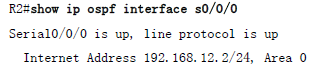 R2#show ip ospf interface s0/0/0
Serial0/0/0 is up, line protocol is up
Internet Address 192.168.12.2/24, Area 0